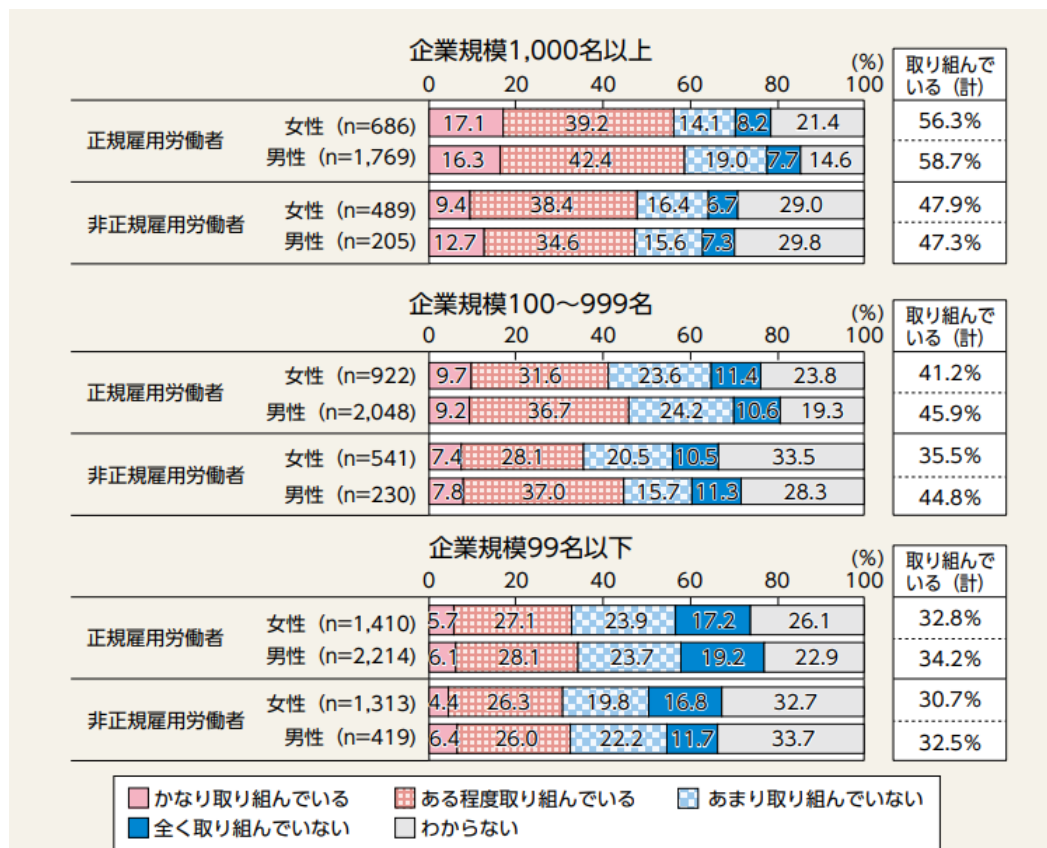 企業規模1,000名以上
(%)
0 20 40 60 80 100
取り組んで
いる（計）
正規雇用労働者
女性（n=686） 17.1 39.2 14.1 8.2 21.4 56.3%
男性（n=1,769） 16.3 42.4 19.0 7.7 14.6 58.7%
非正規雇用労働者
女性（n=489） 9.4 38.4 16.4 6.7 29.0 47.9%
男性（n=205） 12.7 34.6 15.6 7.3 29.8 47.3%
企業規模100～999名
(%)
0 20 40 60 80 100
取り組んで
いる（計）
正規雇用労働者
女性（n=922） 9.7 31.6 23.6 11.4 23.8 41.2%
男性（n=2,048） 9.2 36.7 24.2 10.6 19.3 45.9%
非正規雇用労働者
女性（n=541） 7.4 28.1 20.5 10.5 33.5 35.5%
男性（n=230） 7.8 37.0 15.7 11.3 28.3 44.8%
企業規模99名以下
(%)
0 20 40 60 80 100
取り組んで
いる（計）
正規雇用労働者
女性（n=1,410） 5.7 27.1 23.9 17.2 26.1 32.8%
男性（n=2,214） 6.1 28.1 23.7 19.2 22.9 34.2%
非正規雇用労働者
女性（n=1,313） 4.4 26.3 19.8 16.8 32.7 30.7%
男性（n=419） 6.4 26.0 22.2 11.7 33.7 32.5%
かなり取り組んでいる ある程度取り組んでいる あまり取り組んでいない
全く取り組んでいない わからない